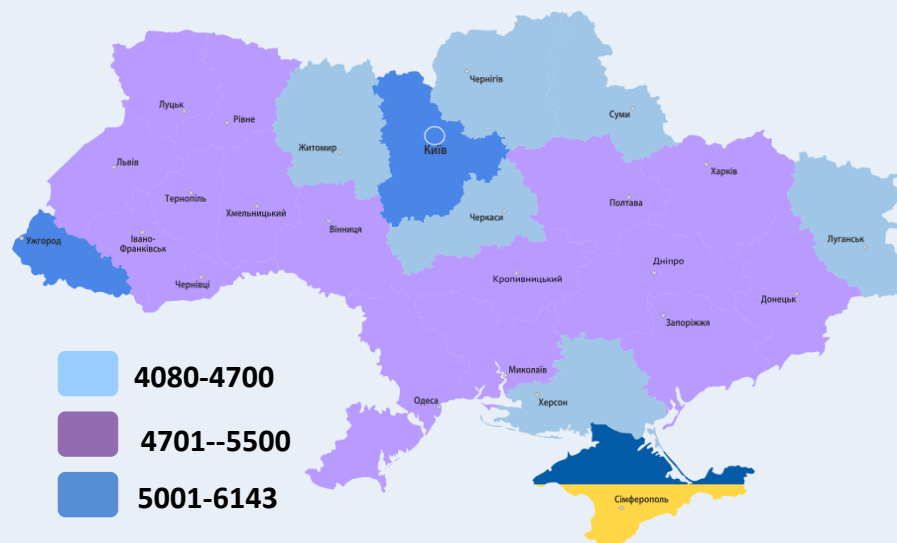 Чернігів
Луцьк
Рівне
Суми
Житомир
Київ
Львів
Харків
Тернопіль
Полтава
Хмельницький
Черкаси
Вінниця
Ужгород
Івано-
Франківськ
Луганськ
Дніпро
Чернівці
Кропивницький
Донецьк
Запоріжжя
Миколаїв
4080-4700
Одеса
Херсон
4701--5500
5001-6143
Сімферополь